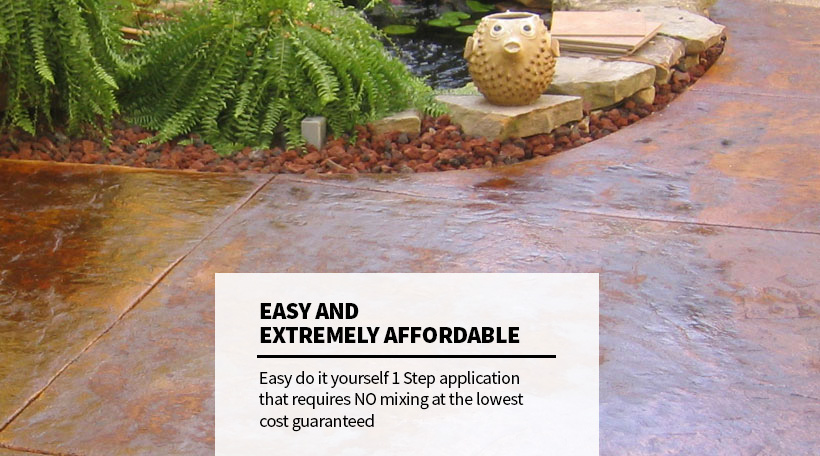 EASY AND
EXTREMELY AFFORDABLE
Easy do it yourself 1 Step application
that requires NO mixing at the lowest
cost guaranteed